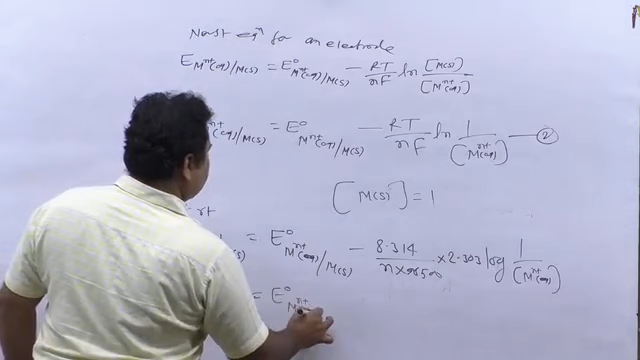 Nernst eqn for an electrode
E Mn+(aq)/M(s) = E° Mn+(aq)/M(s) − RT/nF ln [M(s)]/[Mn+(aq)]
n+(aq)/M(s) = E° Mn+(aq)/M(s) − RT/nF ln 1/[Mn+(aq)] — ②
[M(s)] = 1
rt
= E° Mn+(aq)/M(s) − 8.314/n×96500 × 2.303 log 1/[Mn+(aq)]
= E° Mn+